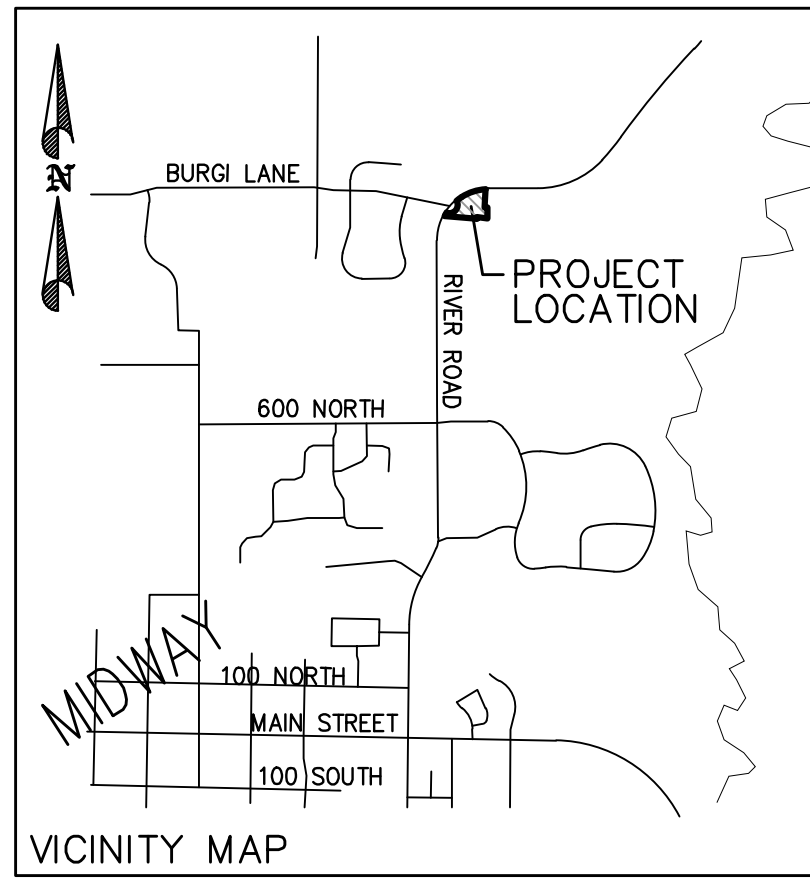 BURGI LANE
N
PROJECT
LOCATION
RIVER ROAD
600 NORTH
MIDWAY
100 NORTH
MAIN STREET
100 SOUTH
VICINITY MAP